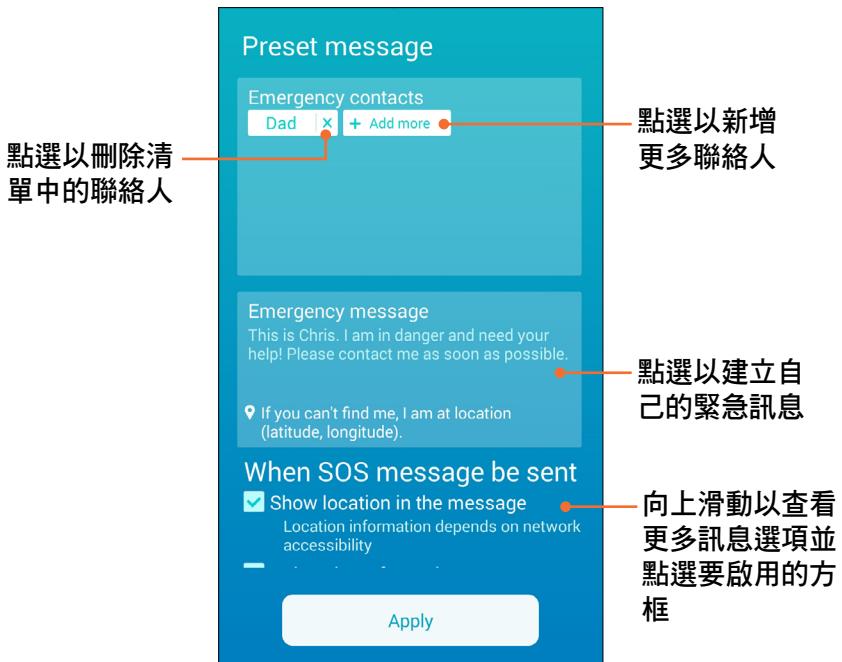 Preset message
Emergency contacts
Dad × + Add more
點選以刪除清
單中的聯絡人
點選以新增
更多聯絡人
Emergency message
This is Chris. I am in danger and need your
help! Please contact me as soon as possible.
If you can't find me, I am at location
(latitude, longitude).
點選以建立自
己的緊急訊息
When SOS message be sent
Show location in the message
Location information depends on network
accessibility
向上滑動以查看
更多訊息選項並
點選要啟用的方
框
Apply